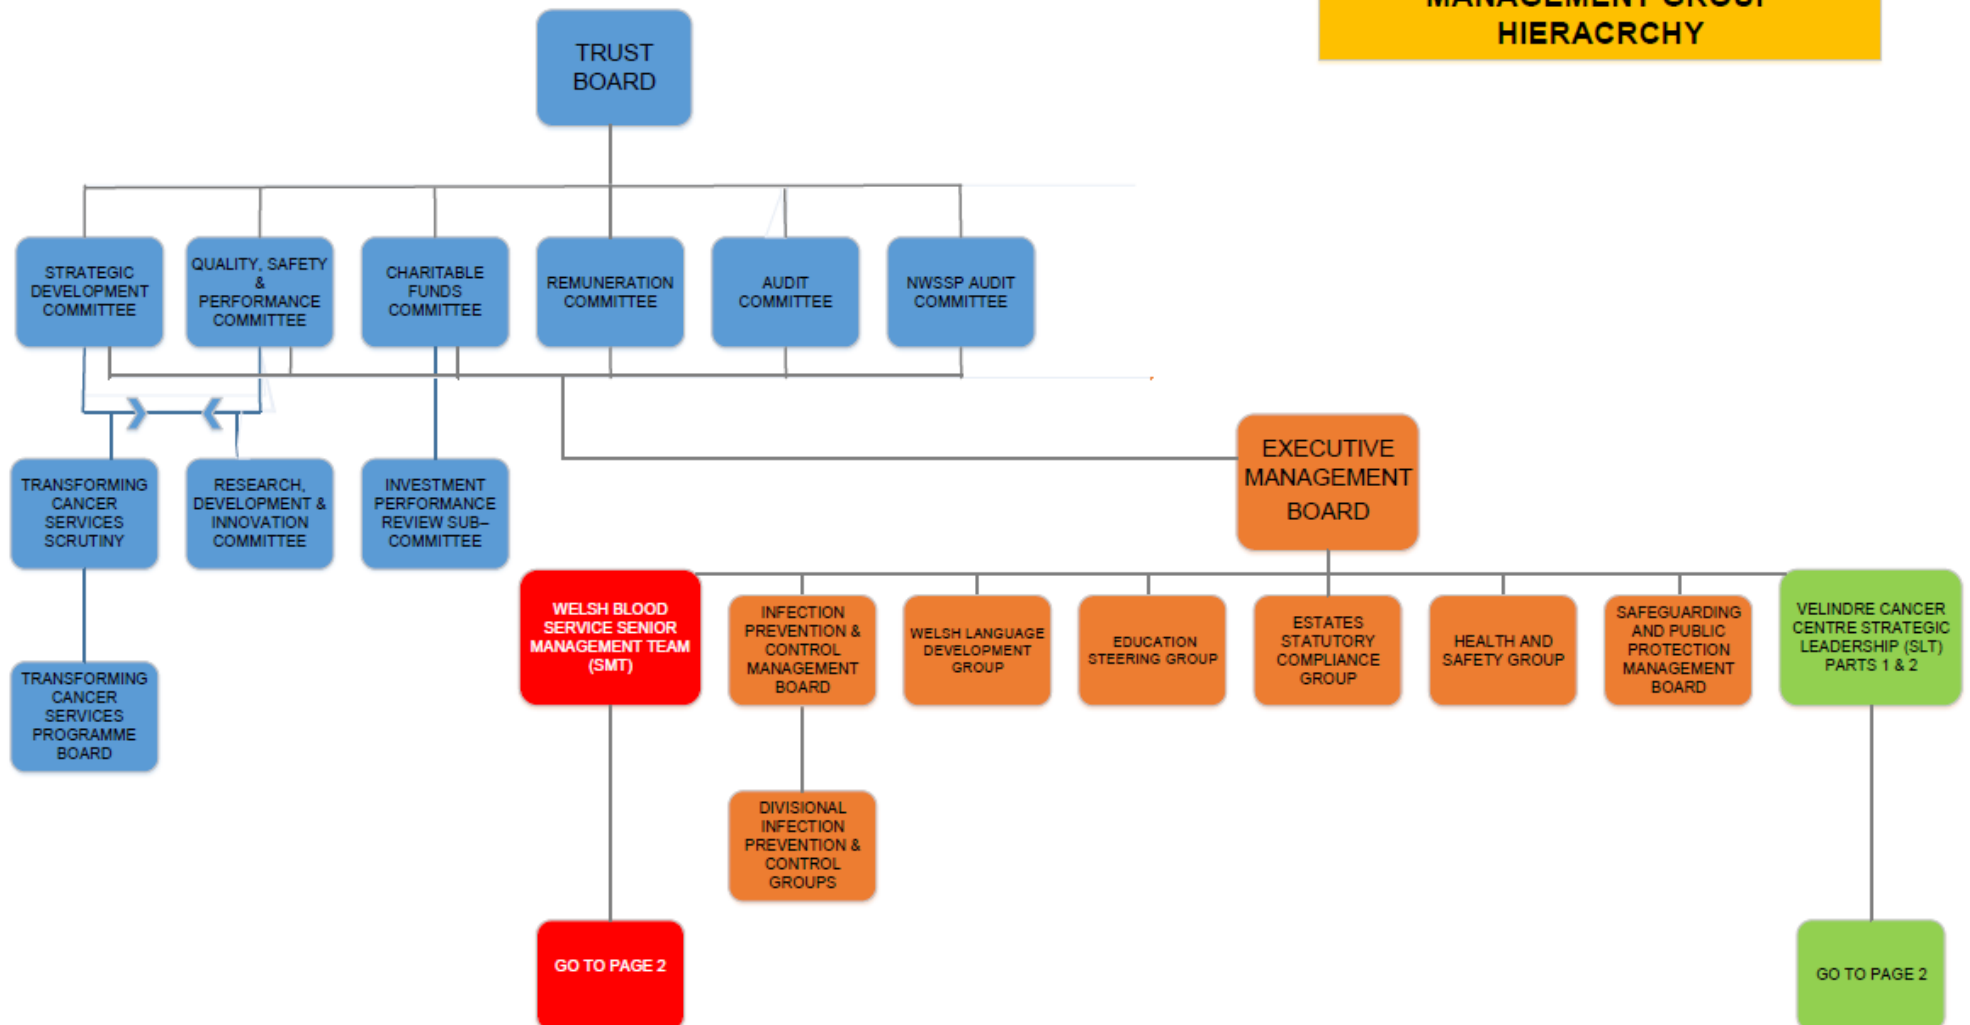 MANAGEMENT GROUP
HIERACRCHY
TRUST
BOARD
STRATEGIC
DEVELOPMENT
COMMITTEE
QUALITY, SAFETY
&
PERFORMANCE
COMMITTEE
CHARITABLE
FUNDS
COMMITTEE
REMUNERATION
COMMITTEE
AUDIT
COMMITTEE
NWSSP AUDIT
COMMITTEE
TRANSFORMING
CANCER
SERVICES
SCRUTINY
RESEARCH,
DEVELOPMENT &
INNOVATION
COMMITTEE
INVESTMENT
PERFORMANCE
REVIEW SUB–
COMMITTEE
EXECUTIVE
MANAGEMENT
BOARD
WELSH BLOOD
SERVICE SENIOR
MANAGEMENT TEAM
(SMT)
INFECTION
PREVENTION &
CONTROL
MANAGEMENT
BOARD
WELSH LANGUAGE
DEVELOPMENT
GROUP
EDUCATION
STEERING GROUP
ESTATES
STATUTORY
COMPLIANCE
GROUP
HEALTH AND
SAFETY GROUP
SAFEGUARDING
AND PUBLIC
PROTECTION
MANAGEMENT
BOARD
VELINDRE CANCER
CENTRE STRATEGIC
LEADERSHIP (SLT)
PARTS 1 & 2
TRANSFORMING
CANCER
SERVICES
PROGRAMME
BOARD
DIVISIONAL
INFECTION
PREVENTION &
CONTROL
GROUPS
GO TO PAGE 2
GO TO PAGE 2